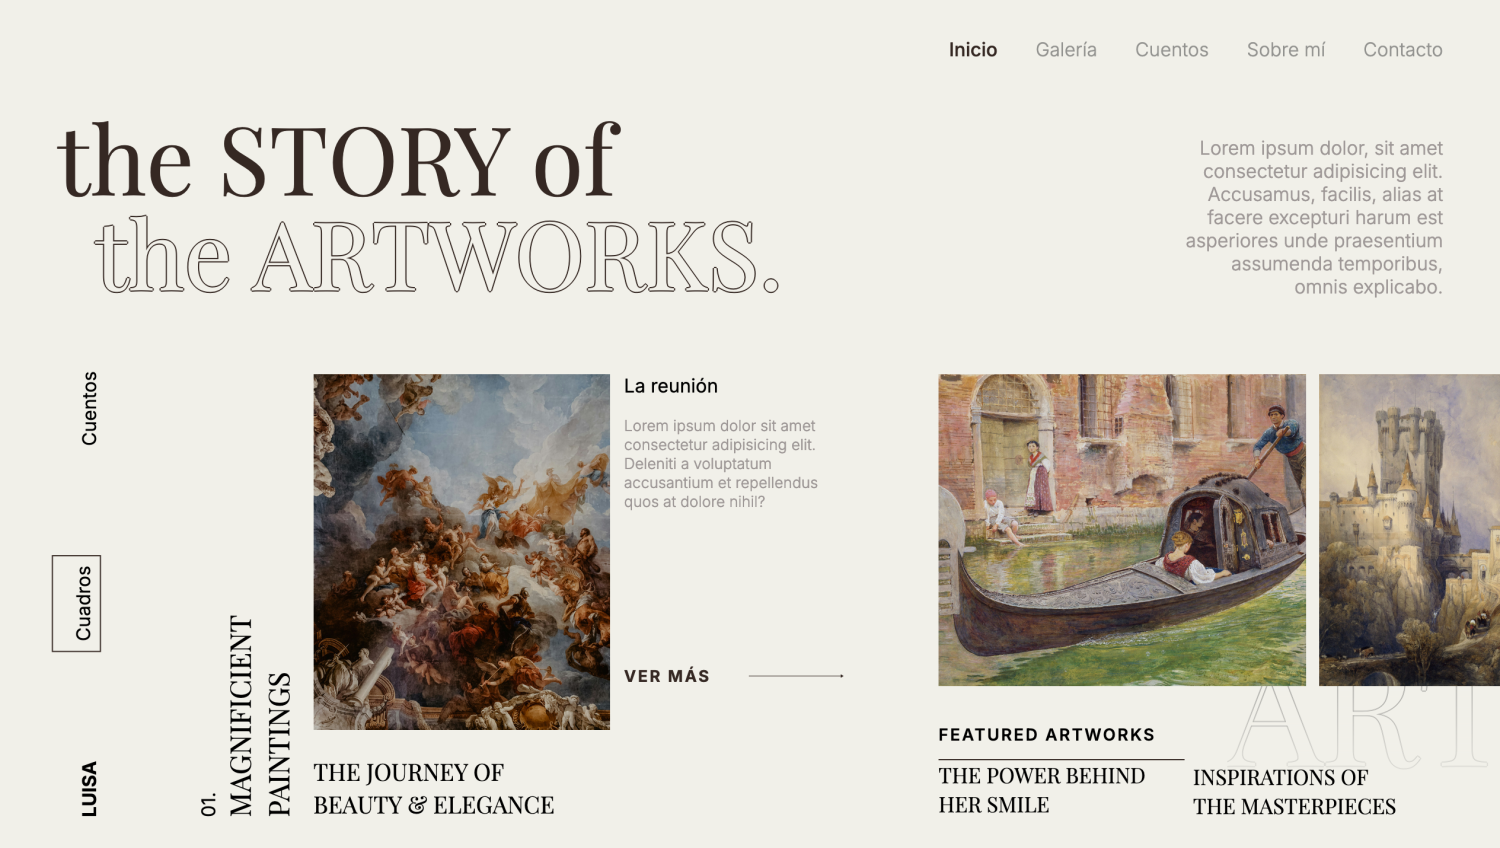 Inicio Galería Cuentos Sobre mí Contacto
the STORY of
the ARTWORKS.
Lorem ipsum dolor, sit amet
consectetur adipisicing elit.
Accusamus, facilis, alias at
facere excepturi harum est
asperiores unde praesentium
assumenda temporibus,
omnis explicabo.
Cuentos
Cuadros
LUISA
01.
MAGNIFICIENT
PAINTINGS
La reunión
Lorem ipsum dolor sit amet
consectetur adipisicing elit.
Deleniti a voluptatum
accusantium et repellendus
quos at dolore nihil?
VER MÁS
THE JOURNEY OF
BEAUTY & ELEGANCE
FEATURED ARTWORKS
THE POWER BEHIND
HER SMILE
ART
INSPIRATIONS OF
THE MASTERPIECES